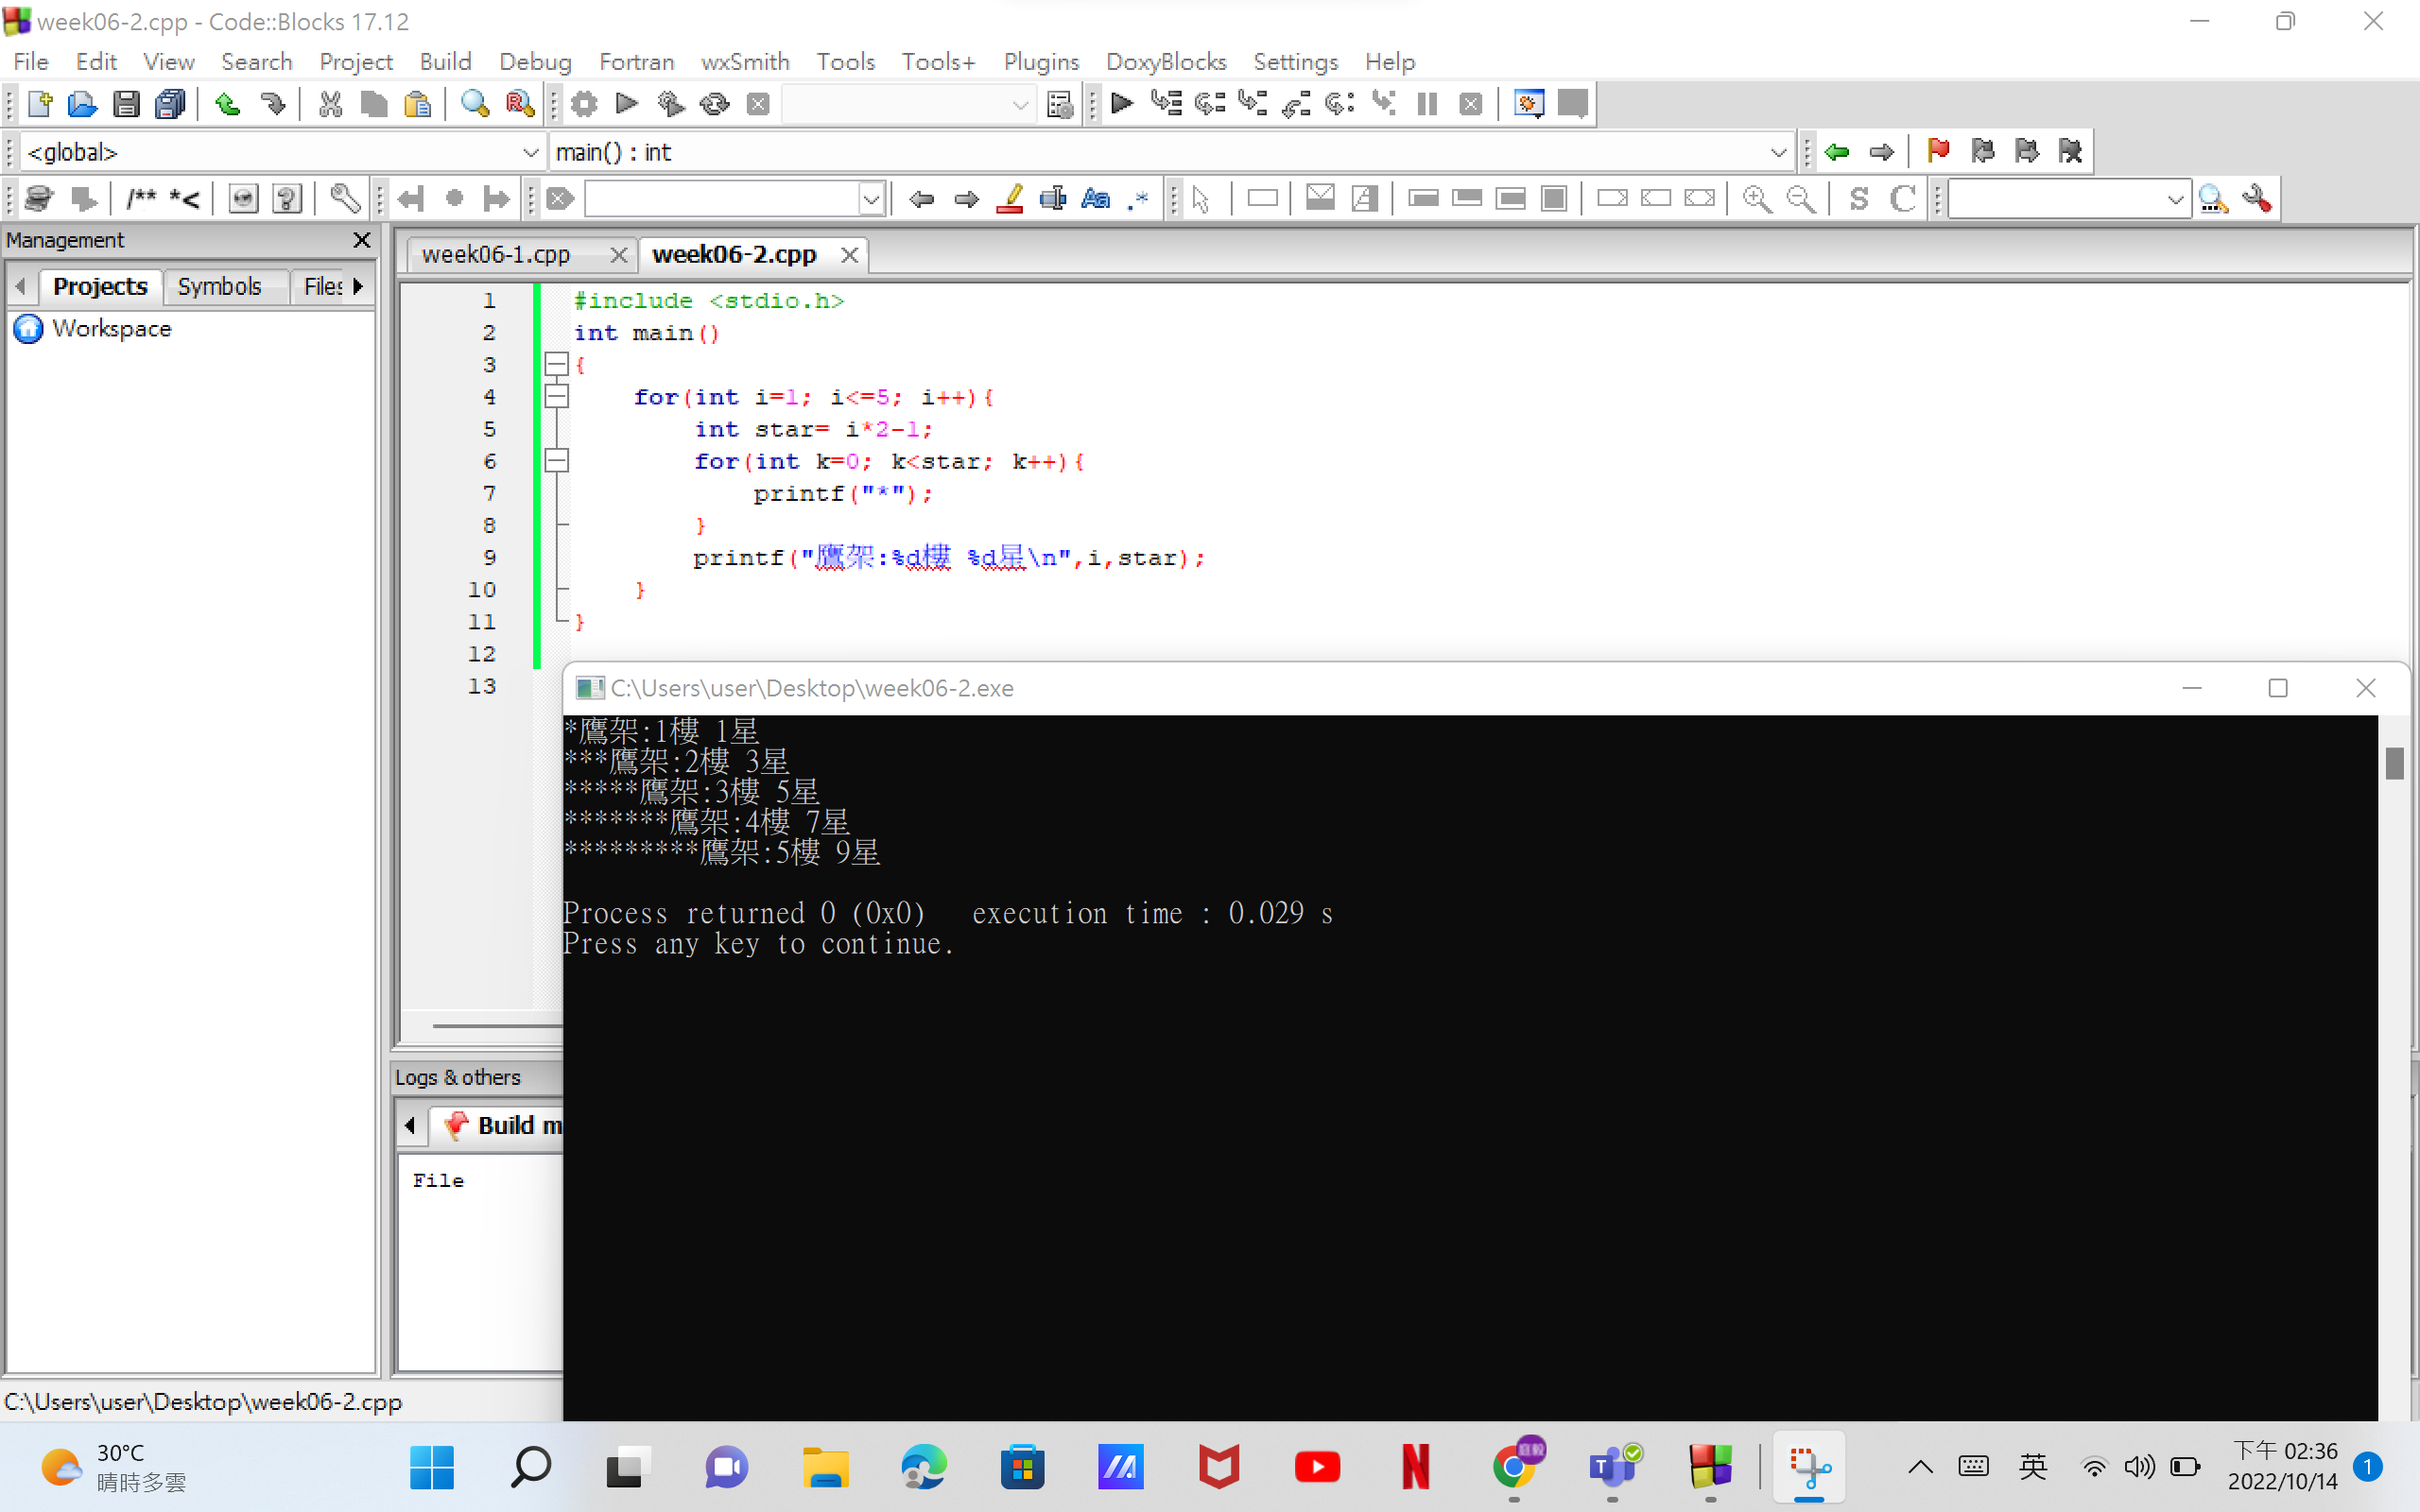 week06-2.cpp - Code::Blocks 17.12
File Edit View Search Project Build Debug Fortran wxSmith Tools Tools+ Plugins DoxyBlocks Settings Help
<global> main() : int
/** *<
Aa .* S C
Management
Projects Symbols Files
Workspace
week06-1.cpp week06-2.cpp
1 #include <stdio.h>
2 int main()
3 {
4 for(int i=1; i<=5; i++){
5 int star= i*2-1;
6 for(int k=0; k<star; k++){
7 printf("*");
8 }
9 printf("鷹架:%d樓 %d星\n",i,star);
10 }
11 }
12
13
C:\Users\user\Desktop\week06-2.exe
*鷹架:1樓 1星
***鷹架:2樓 3星
*****鷹架:3樓 5星
*******鷹架:4樓 7星
*********鷹架:5樓 9星
Process returned 0 (0x0) execution time : 0.029 s
Press any key to continue.
Logs & others
Build m
File
C:\Users\user\Desktop\week06-2.cpp
30°C
晴時多雲
英
下午 02:36
2022/10/14
1